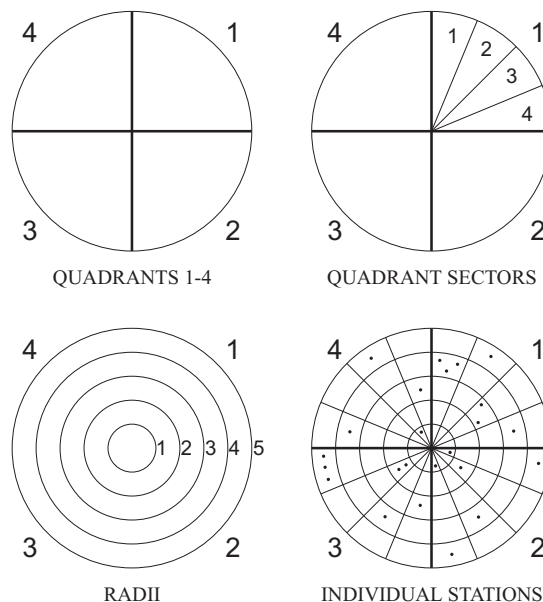 4 1
3 2
QUADRANTS 1-4
4 1
1 2 3 4
3 2
QUADRANT SECTORS
4 1
1 2 3 4 5
3 2
RADII
4 1
3 2
INDIVIDUAL STATIONS